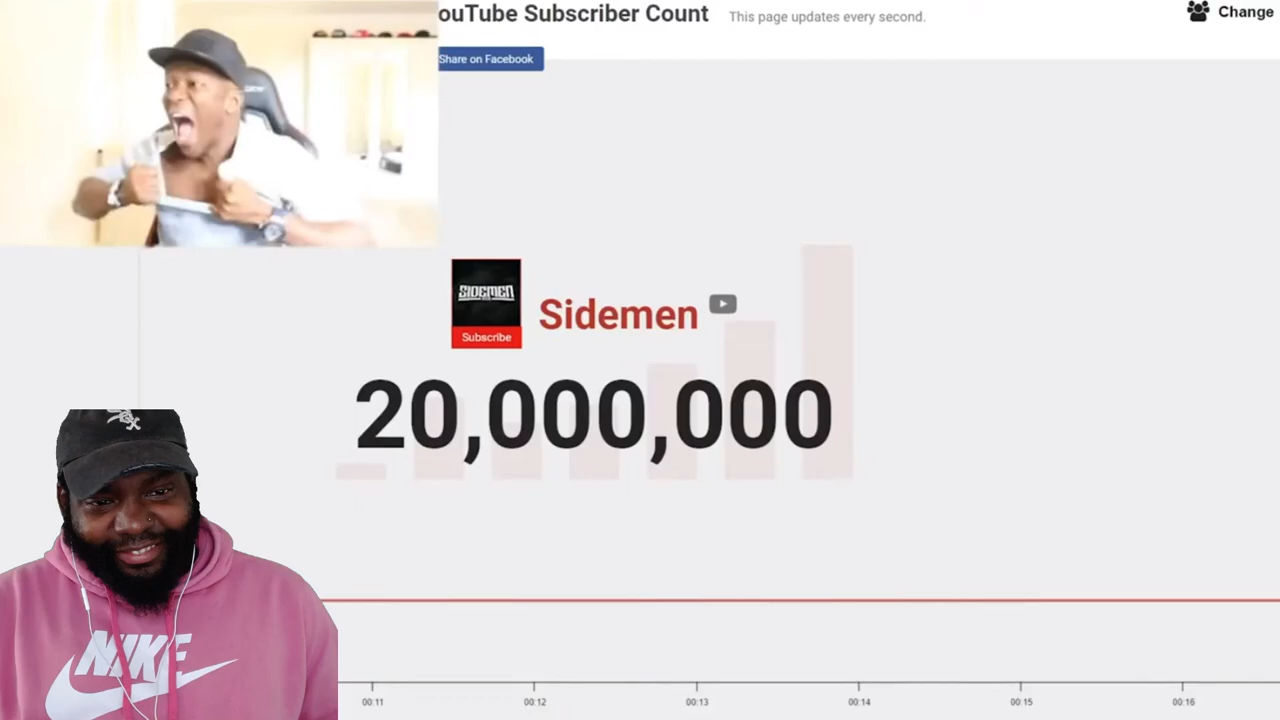 ouTube Subscriber Count
This page updates every second.
Change
Share on Facebook
SIDEMEN
Subscribe
Sidemen
20,000,000
NIKE
00:11
00:12
00:13
00:14
00:15
00:16